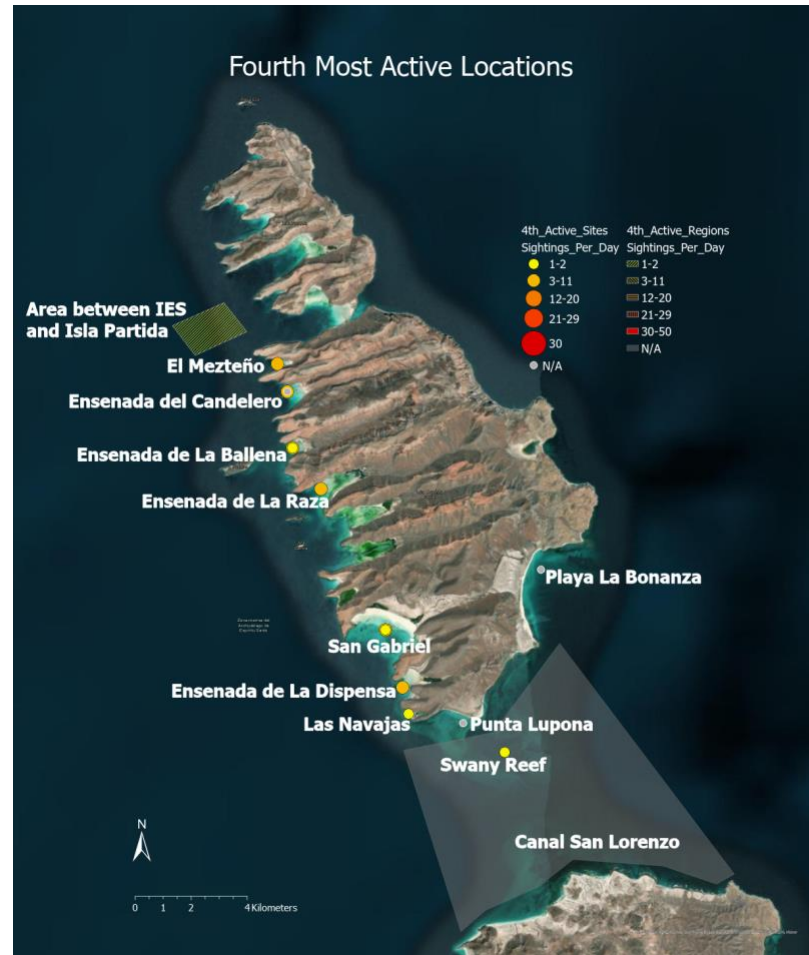 Fourth Most Active Locations
4th_Active_Sites
Sightings_Per_Day
1-2
3-11
12-20
21-29
30
N/A
4th_Active_Regions
Sightings_Per_Day
1-2
3-11
12-20
21-29
30-50
N/A
Area between IES
and Isla Partida
El Mezteño
Ensenada del Candelero
Ensenada de La Ballena
Ensenada de La Raza
Playa La Bonanza
San Gabriel
Ensenada de La Dispensa
Las Navajas
Punta Lupona
Swany Reef
Canal San Lorenzo
N
0 1 2 4 Kilometers